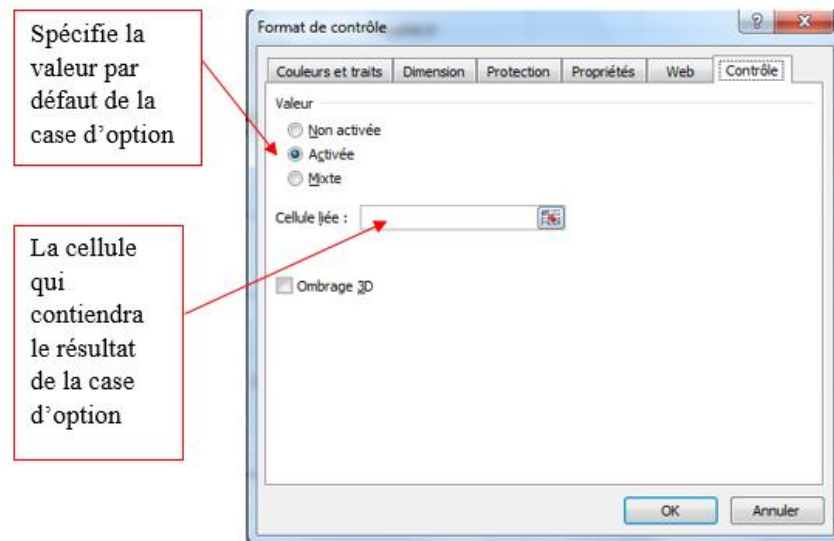 Spécifie la
valeur par
défaut de la
case d’option
La cellule
qui
contiendra
le résultat
de la case
d’option
Format de contrôle
Couleurs et traits Dimension Protection Propriétés Web Contrôle
Valeur
Non activée
Activée
Mixte
Cellule liée :
Ombrage 3D
OK Annuler